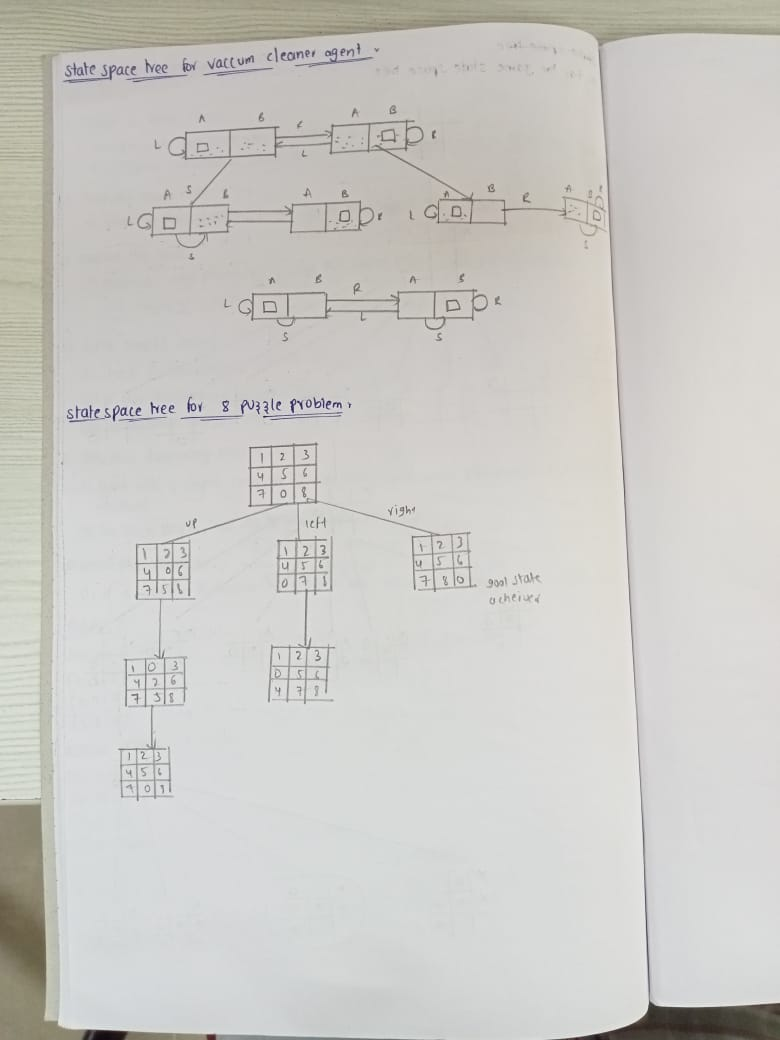 state space tree for vaccum cleaner agent.
A B A B
L R L R
A S B A B A B R A
L R L R
S S
A B R A B
L L R
S S
state space tree for 8 puzzle problem.
1 2 3
4 5 6
7 0 8
up left right
1 2 3 1 2 3 1 2 3
4 0 6 4 5 6 4 5 6
7 5 8 0 7 8 7 8 0
goal state
acheived
1 0 3 1 2 3
4 2 6 0 5 6
7 5 8 4 7 8
1 2 3
4 5 6
7 0 8